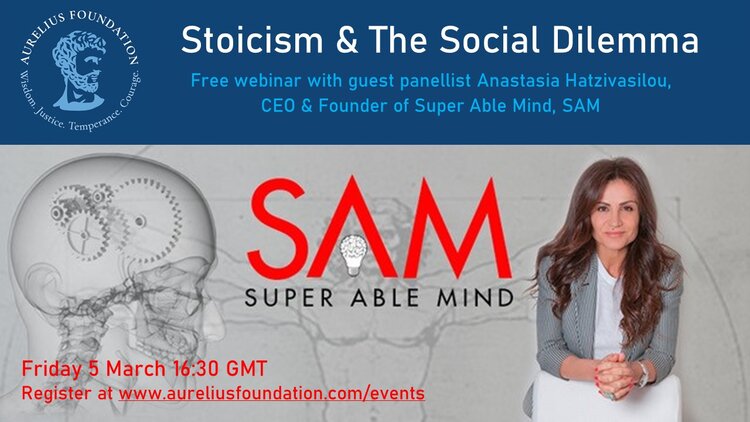 AURELIUS FOUNDATION
Wisdom. Justice. Temperance. Courage.
Stoicism & The Social Dilemma
Free webinar with guest panellist Anastasia Hatzivasilou,
CEO & Founder of Super Able Mind, SAM
SAM
SUPER ABLE MIND
Friday 5 March 16:30 GMT
Register at www.aureliusfoundation.com/events